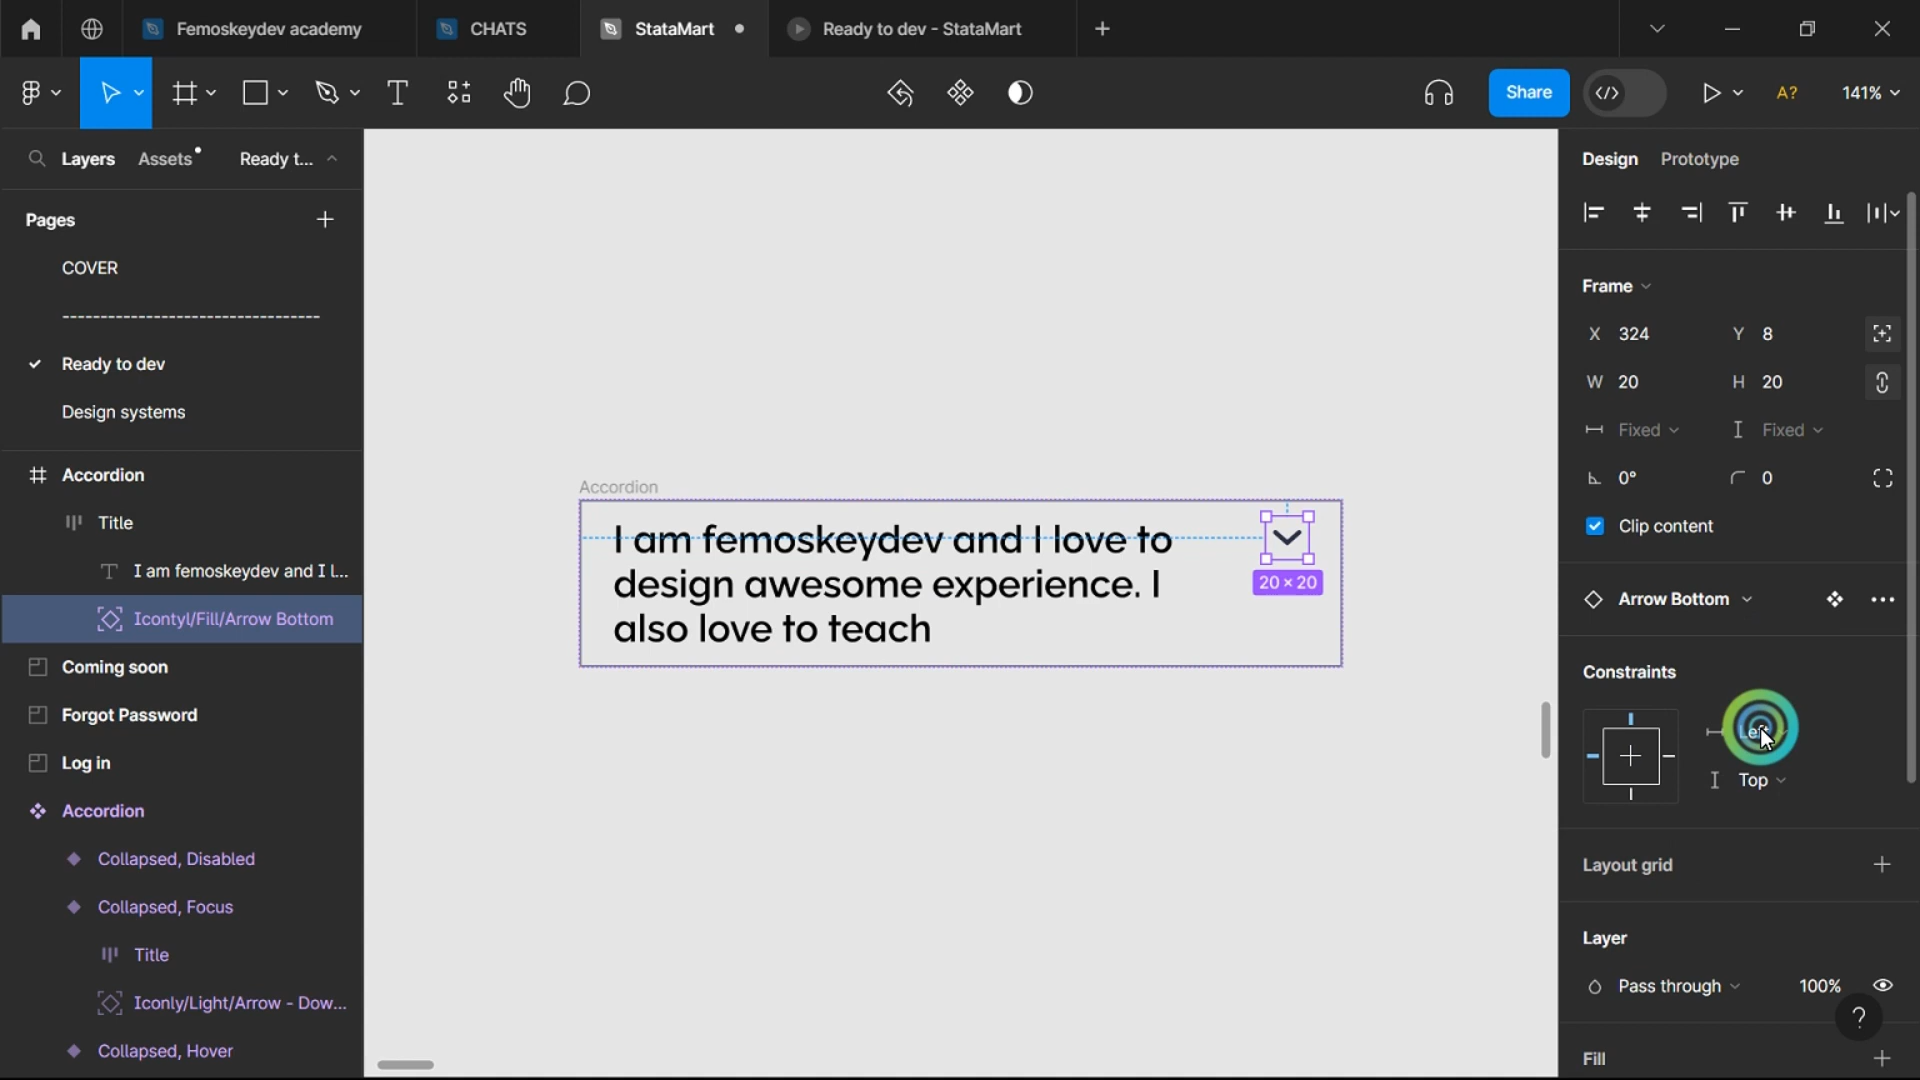 Femoskeydev academy
CHATS
StataMart
Ready to dev - StataMart
Share
A?
141%
Layers
Assets
Ready t...
Pages
COVER
---------------------------------
Ready to dev
Design systems
Accordion
Title
I am femoskeydev and I l...
Icontyl/Fill/Arrow Bottom
Coming soon
Forgot Password
Log in
Accordion
Collapsed, Disabled
Collapsed, Focus
Title
Iconly/Light/Arrow - Dow...
Collapsed, Hover
Accordion
I am femoskeydev and I love to
design awesome experience. I
also love to teach
20 × 20
Design
Prototype
Frame
X 324
Y 8
W 20
H 20
Fixed
Fixed
0°
0
Clip content
Arrow Bottom
Constraints
Left
Top
Layout grid
Layer
Pass through
100%
?
Fill